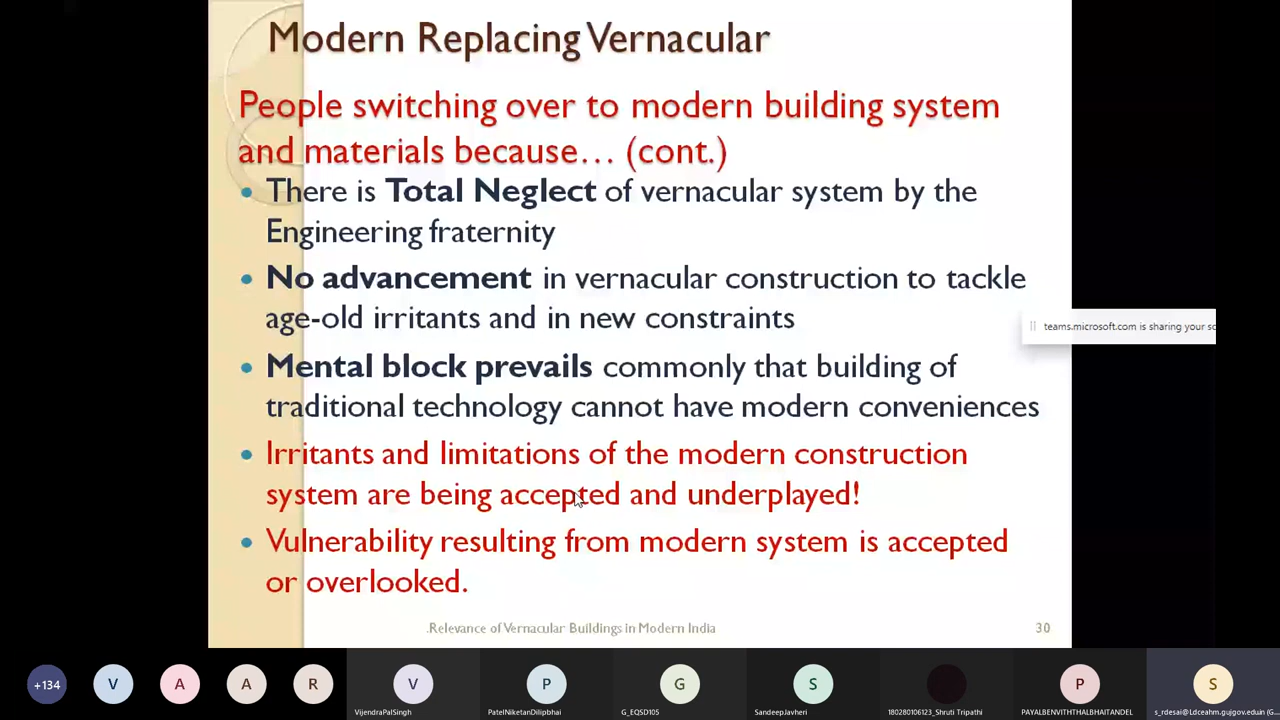 Modern Replacing Vernacular
People switching over to modern building system
and materials because... (cont.)
• There is Total Neglect of vernacular system by the
Engineering fraternity
• No advancement in vernacular construction to tackle
age-old irritants and in new constraints
• Mental block prevails commonly that building of
traditional technology cannot have modern conveniences
• Irritants and limitations of the modern construction
system are being accepted and underplayed!
• Vulnerability resulting from modern system is accepted
or overlooked.
teams.microsoft.com is sharing your sc
.Relevance of Vernacular Buildings in Modern India
30
+134
V
A
A
R
V
P
G
S
P
S
VijendraPalSingh
PatelNiketanDilipbhai
G_EQSD105
SandeepJavheri
180280106123_Shruti Tripathi
PAYALBENVITHTHALBHAITANDEL
s_rdesai@Ldceahm.gujgov.edu.in (G...